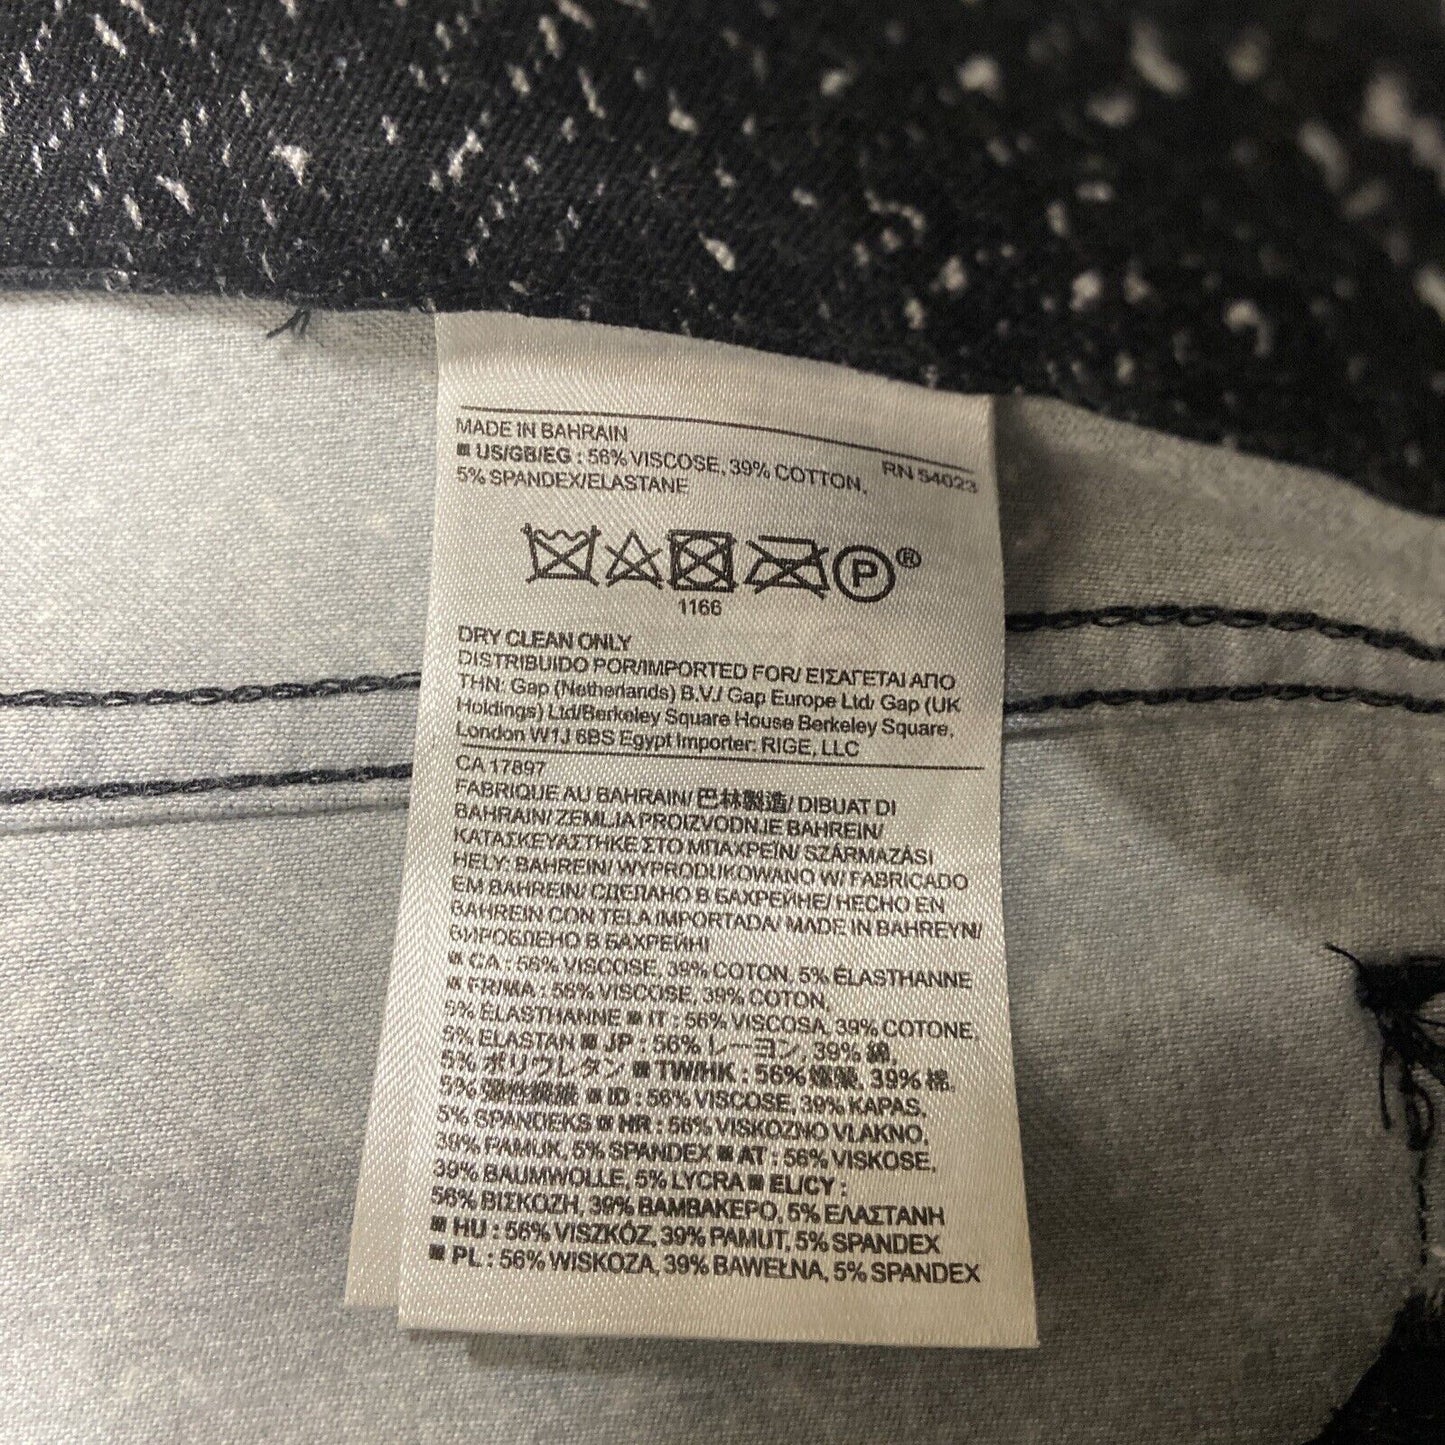 MADE IN BAHRAIN
RN 54023
■ US/GB/EG : 56% VISCOSE, 39% COTTON,
5% SPANDEX/ELASTANE
P ®
1166
DRY CLEAN ONLY
DISTRIBUIDO POR/IMPORTED FOR/ ΕΙΣΑΓΕΤΑΙ ΑΠΟ
ΤΗΝ: Gap (Netherlands) B.V./ Gap Europe Ltd/ Gap (UK
Holdings) Ltd/Berkeley Square House Berkeley Square,
London W1J 6BS Egypt Importer: RIGE, LLC
CA 17897
FABRIQUE AU BAHRAIN/ 巴林製造/ DIBUAT DI
BAHRAIN/ ZEMLJA PROIZVODNJE BAHREIN/
ΚΑΤΑΣΚΕΥΑΣΤΗΚΕ ΣΤΟ ΜΠΑΧΡΕΪΝ/ SZÁRMAZÁSI
HELY: BAHREIN/ WYPRODUKOWANO W/ FABRICADO
EM BAHREIN/ СДЕЛАНО В БАХРЕЙНЕ/ HECHO EN
BAHREIN CON TELA IMPORTADA/ MADE IN BAHREYN/
ВИРОБЛЕНО В БАХРЕЙНІ
■ CA : 56% VISCOSE, 39% COTON, 5% ÉLASTHANNE
■ FR/MA : 56% VISCOSE, 39% COTON,
5% ÉLASTHANNE ■ IT : 56% VISCOSA, 39% COTONE,
5% ELASTAN ■ JP : 56% レーヨン, 39% 綿,
5% ポリウレタン ■ TW/HK : 56% 嫘縈, 39% 棉,
5% 彈性纖維 ■ ID : 56% VISCOSE, 39% KAPAS,
5% SPANDEKS ■ HR : 56% VISKOZNO VLAKNO,
39% PAMUK, 5% SPANDEX ■ AT : 56% VISKOSE,
39% BAUMWOLLE, 5% LYCRA ■ EL/CY :
56% ΒΙΣΚΟΖΗ, 39% ΒΑΜΒΑΚΕΡΟ, 5% ΕΛΑΣΤΑΝΗ
■ HU : 56% VISZKÓZ, 39% PAMUT, 5% SPANDEX
■ PL : 56% WISKOZA, 39% BAWEŁNA, 5% SPANDEX